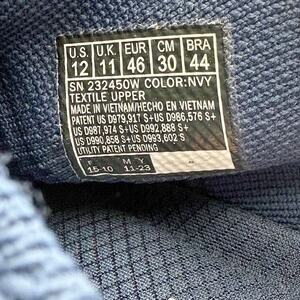 U.S. U.K. EUR CM BRA
12 11 46 30 44
SN 232450W COLOR:NVY
TEXTILE UPPER
MADE IN VIETNAM/HECHO EN VIETNAM
PATENT US D979,917 S+US D986,576 S+
US D987,974 S+US D992,888 S+
US D990,858 S+US D993,602 S
UTILITY PATENTS PENDING
F M Y
15-10 11-23